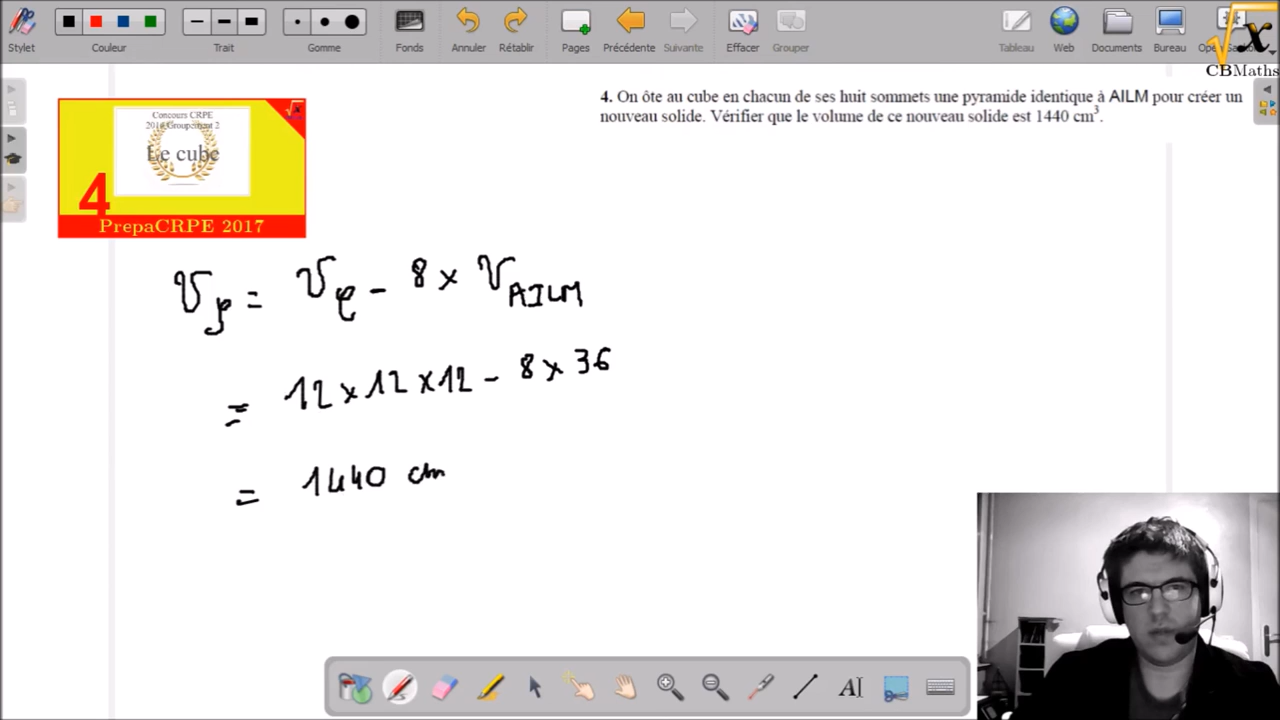 Stylet
Couleur
Trait
Gomme
Fonds
Annuler
Rétablir
Pages
Précédente
Suivante
Effacer
Grouper
Tableau
Web
Documents
Bureau
CBMaths
4. On ôte au cube en chacun de ses huit sommets une pyramide identique à AILM pour créer un
nouveau solide. Vérifier que le volume de ce nouveau solide est 1440 cm³.
Concours CRPE
Groupement 2
Le cube
4
PrepaCRPE 2017
= V - 8 × V AILM
= 12 × 12 × 12 - 8 × 36
= 1440 cm